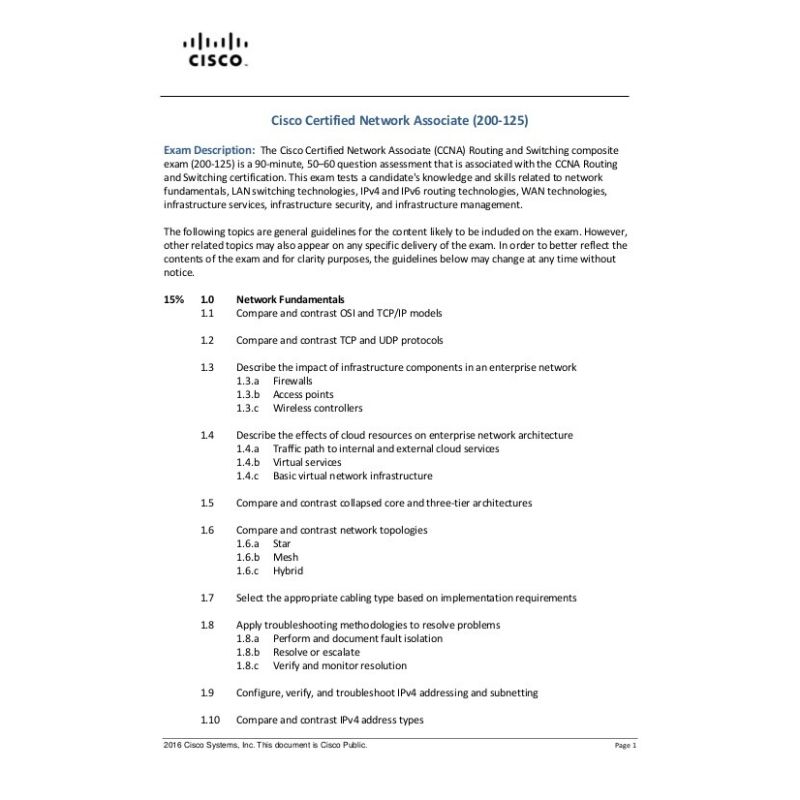 CISCO
Cisco Certified Network Associate (200-125)
Exam Description: The Cisco Certified Network Associate (CCNA) Routing and Switching composite
exam (200-125) is a 90-minute, 50–60 question assessment that is associated with the CCNA Routing
and Switching certification. This exam tests a candidate's knowledge and skills related to network
fundamentals, LAN switching technologies, IPv4 and IPv6 routing technologies, WAN technologies,
infrastructure services, infrastructure security, and infrastructure management.
The following topics are general guidelines for the content likely to be included on the exam. However,
other related topics may also appear on any specific delivery of the exam. In order to better reflect the
contents of the exam and for clarity purposes, the guidelines below may change at any time without
notice.
15% 1.0 Network Fundamentals
1.1 Compare and contrast OSI and TCP/IP models
1.2 Compare and contrast TCP and UDP protocols
1.3 Describe the impact of infrastructure components in an enterprise network
1.3.a Firewalls
1.3.b Access points
1.3.c Wireless controllers
1.4 Describe the effects of cloud resources on enterprise network architecture
1.4.a Traffic path to internal and external cloud services
1.4.b Virtual services
1.4.c Basic virtual network infrastructure
1.5 Compare and contrast collapsed core and three-tier architectures
1.6 Compare and contrast network topologies
1.6.a Star
1.6.b Mesh
1.6.c Hybrid
1.7 Select the appropriate cabling type based on implementation requirements
1.8 Apply troubleshooting methodologies to resolve problems
1.8.a Perform and document fault isolation
1.8.b Resolve or escalate
1.8.c Verify and monitor resolution
1.9 Configure, verify, and troubleshoot IPv4 addressing and subnetting
1.10 Compare and contrast IPv4 address types
2016 Cisco Systems, Inc. This document is Cisco Public. Page 1